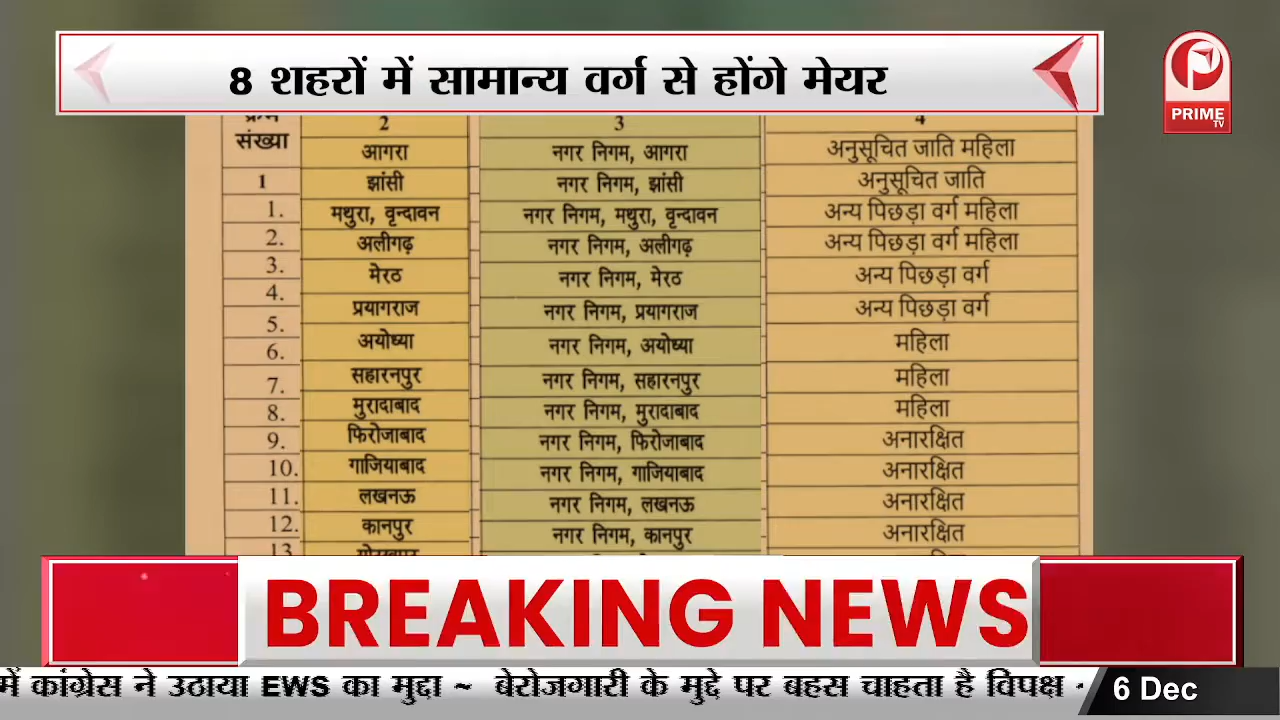 8 शहरों में सामान्य वर्ग से होंगे मेयर
PRIME
TV
क्रम संख्या 2 3 4
आगरा नगर निगम, आगरा अनुसूचित जाति महिला
1 झांसी नगर निगम, झांसी अनुसूचित जाति
1. मथुरा, वृन्दावन नगर निगम, मथुरा, वृन्दावन अन्य पिछड़ा वर्ग महिला
2. अलीगढ़ नगर निगम, अलीगढ़ अन्य पिछड़ा वर्ग महिला
3. मेरठ नगर निगम, मेरठ अन्य पिछड़ा वर्ग
4. प्रयागराज नगर निगम, प्रयागराज अन्य पिछड़ा वर्ग
5. अयोध्या नगर निगम, अयोध्या महिला
6. सहारनपुर नगर निगम, सहारनपुर महिला
7. मुरादाबाद नगर निगम, मुरादाबाद महिला
8. फिरोजाबाद नगर निगम, फिरोजाबाद अनारक्षित
9. गाजियाबाद नगर निगम, गाजियाबाद अनारक्षित
10. लखनऊ नगर निगम, लखनऊ अनारक्षित
11. कानपुर नगर निगम, कानपुर अनारक्षित
12.
13. गोरखपुर
BREAKING NEWS
में कांग्रेस ने उठाया EWS का मुद्दा ~ बेरोजगारी के मुद्दे पर बहस चाहता है विपक्ष
6 Dec